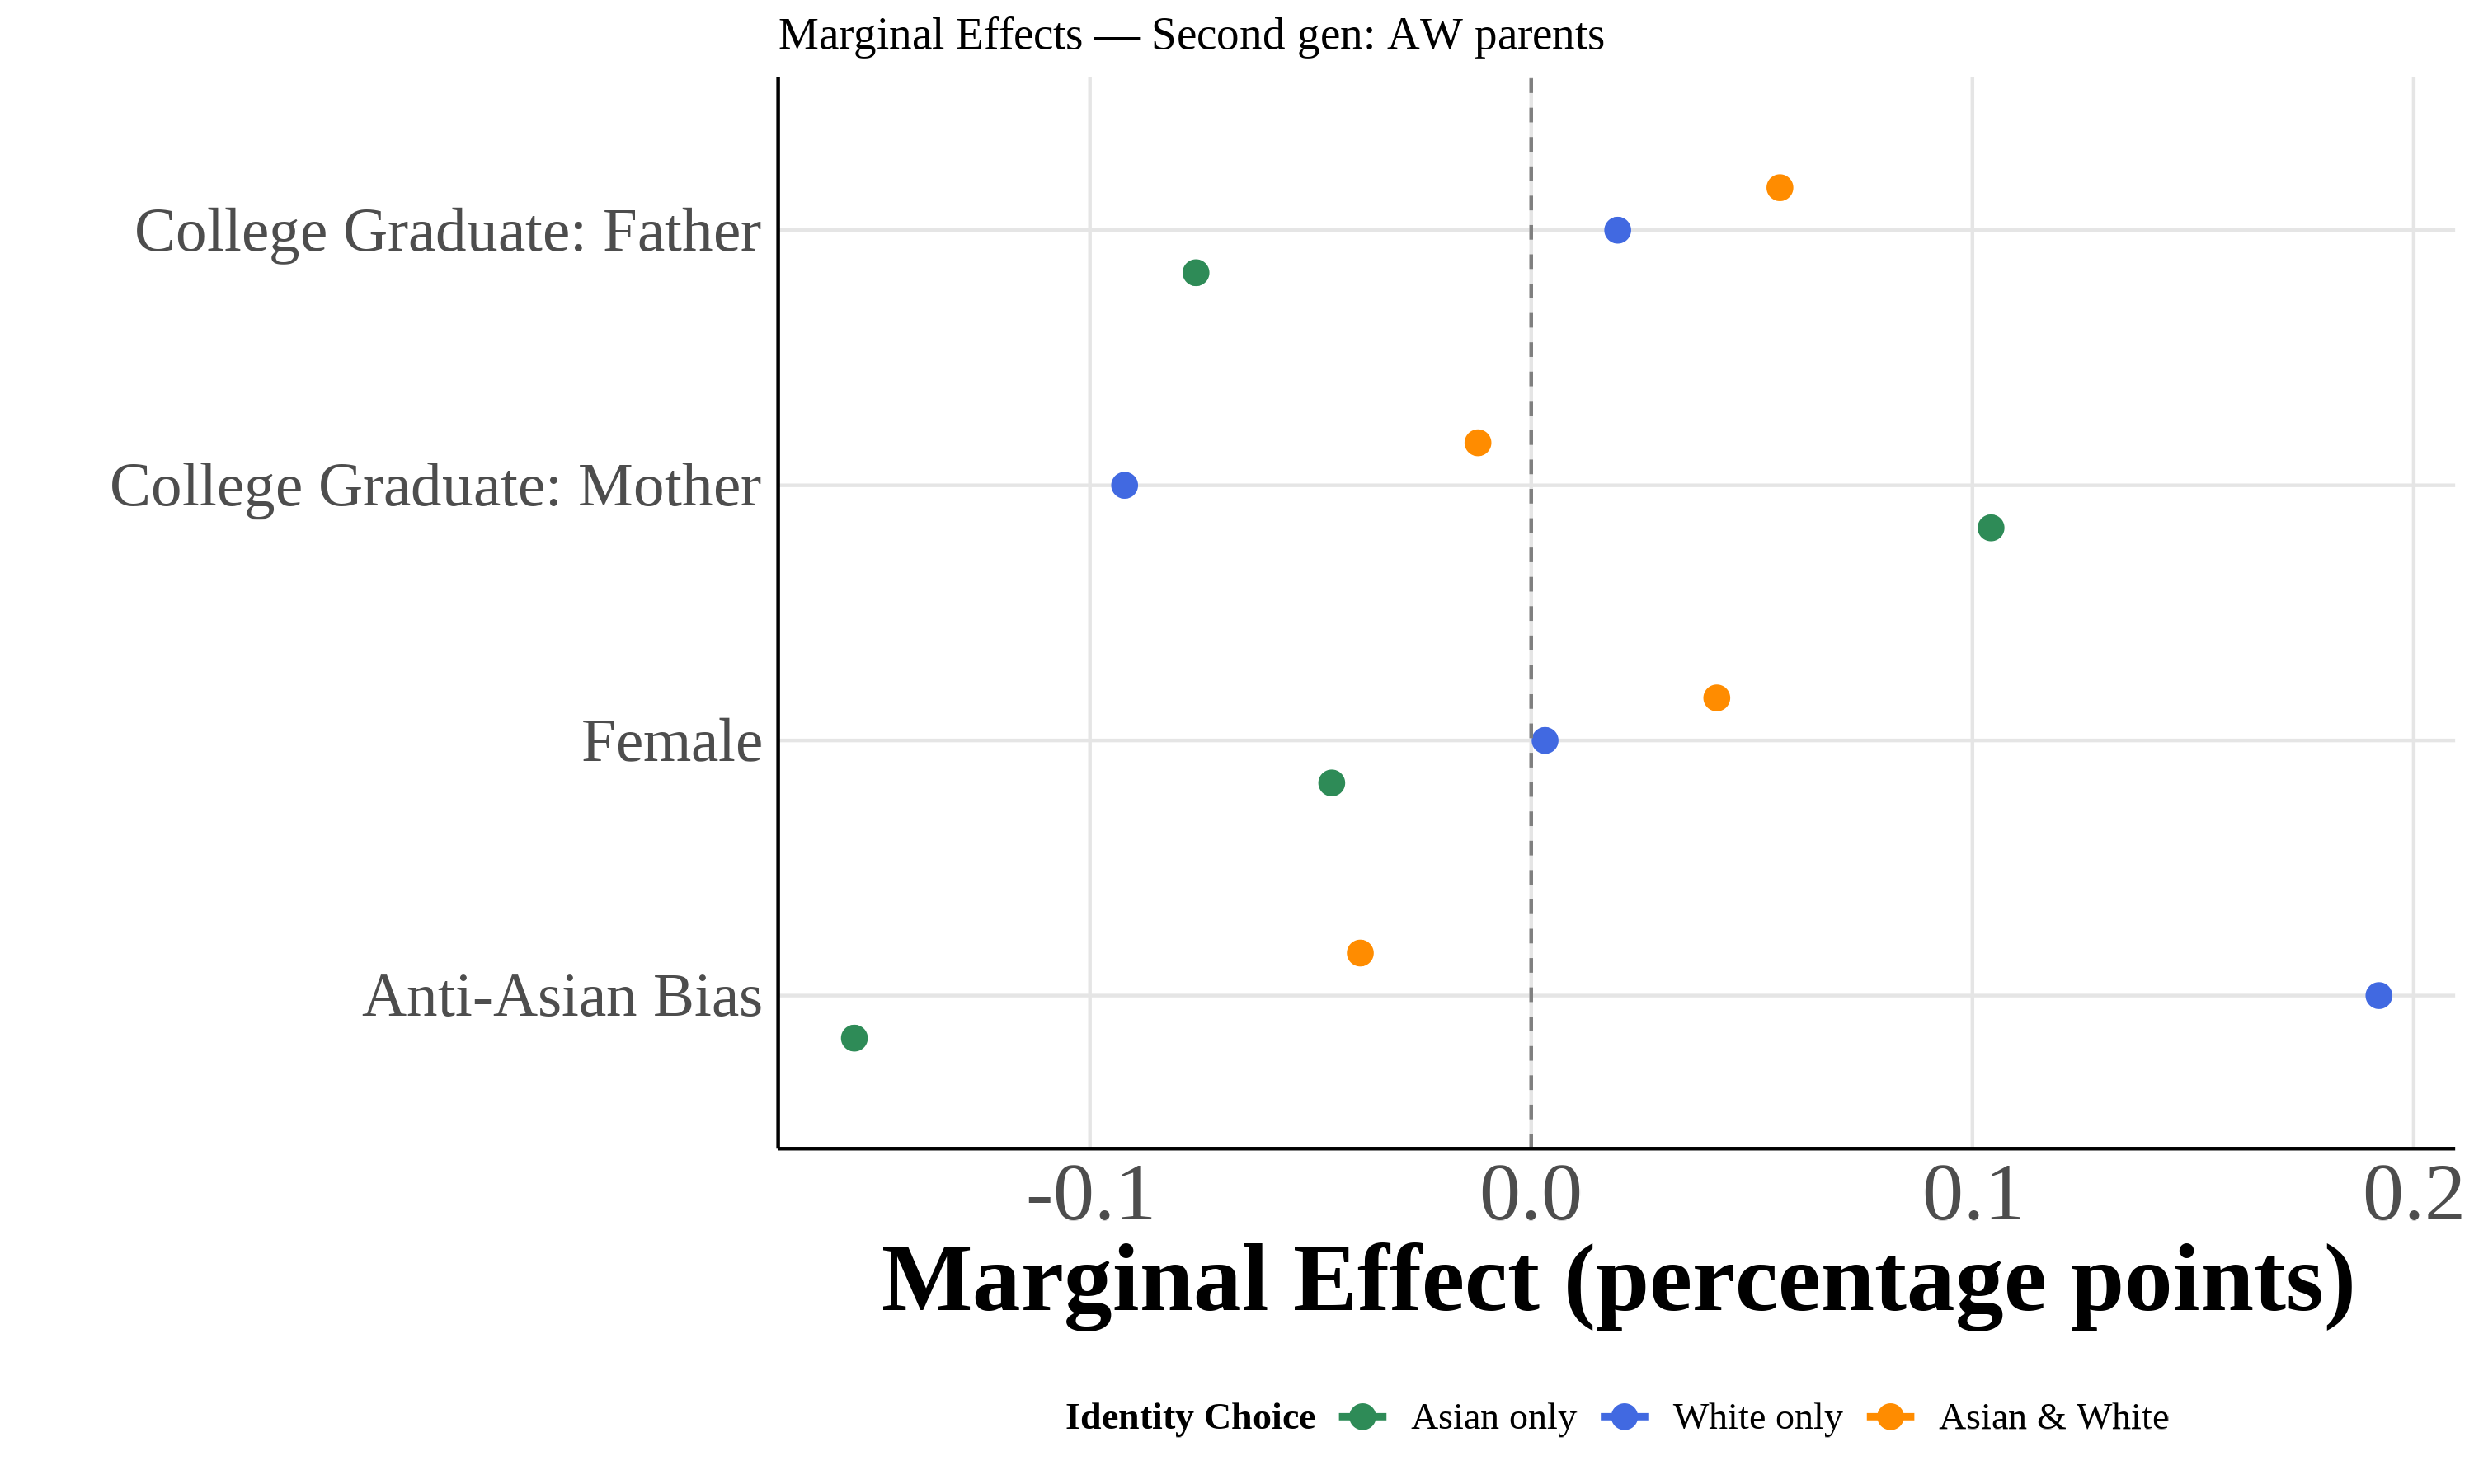 Marginal Effects — Second gen: AW parents
College Graduate: Father
College Graduate: Mother
Female
Anti-Asian Bias
-0.1 0.0 0.1 0.2
Marginal Effect (percentage points)
Identity Choice Asian only White only Asian & White